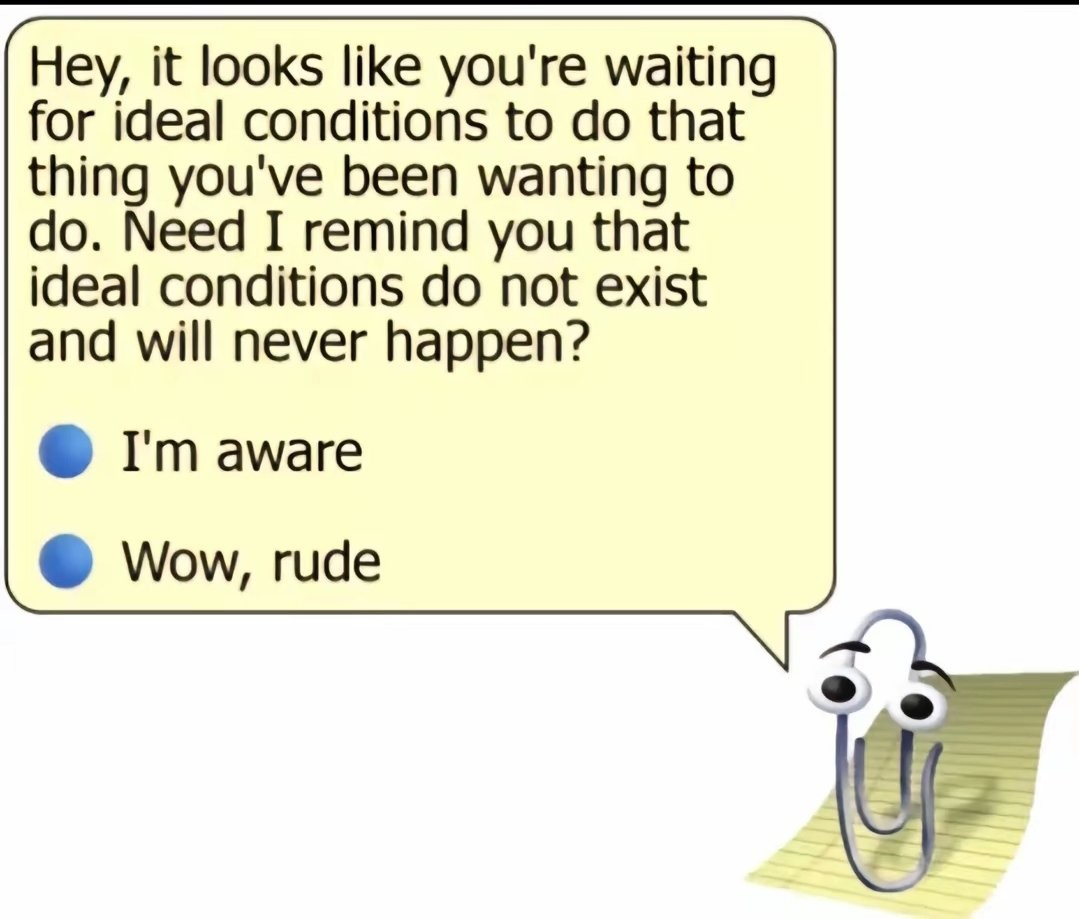 Hey, it looks like you're waiting
for ideal conditions to do that
thing you've been wanting to
do. Need I remind you that
ideal conditions do not exist
and will never happen?
I'm aware
Wow, rude